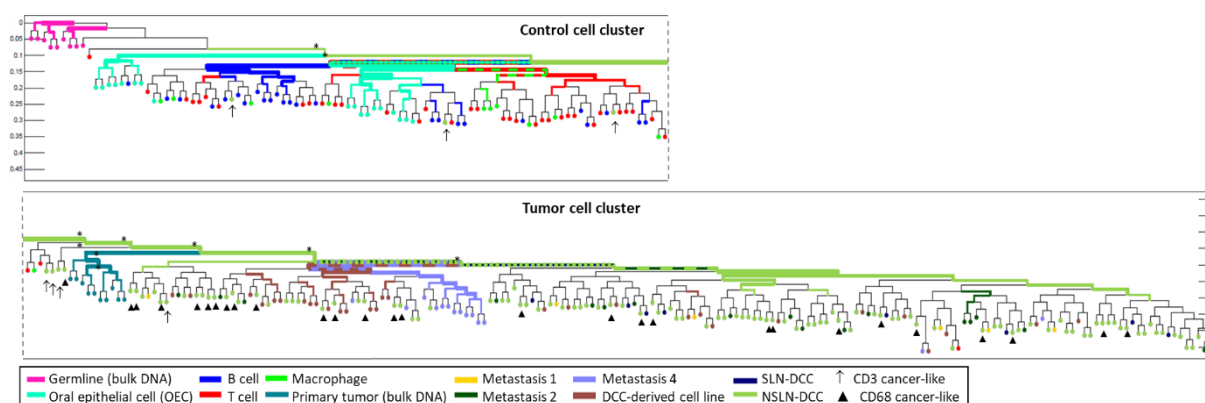 Control cell cluster
0
0.05
0.1
0.15
0.2
0.25
0.3
0.35
0.4
0.45
Tumor cell cluster
Germline (bulk DNA) B cell Macrophage Metastasis 1 Metastasis 4 SLN-DCC ↑ CD3 cancer-like
Oral epithelial cell (OEC) T cell Primary tumor (bulk DNA) Metastasis 2 DCC-derived cell line NSLN-DCC ▲ CD68 cancer-like